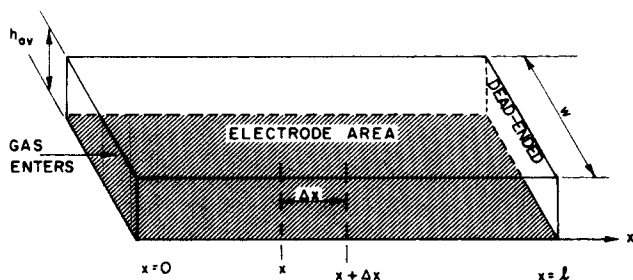 h_av
GAS
ENTERS
ELECTRODE AREA
DEAD-ENDED
w
Δx
x
x=0
x
x+Δx
x=l